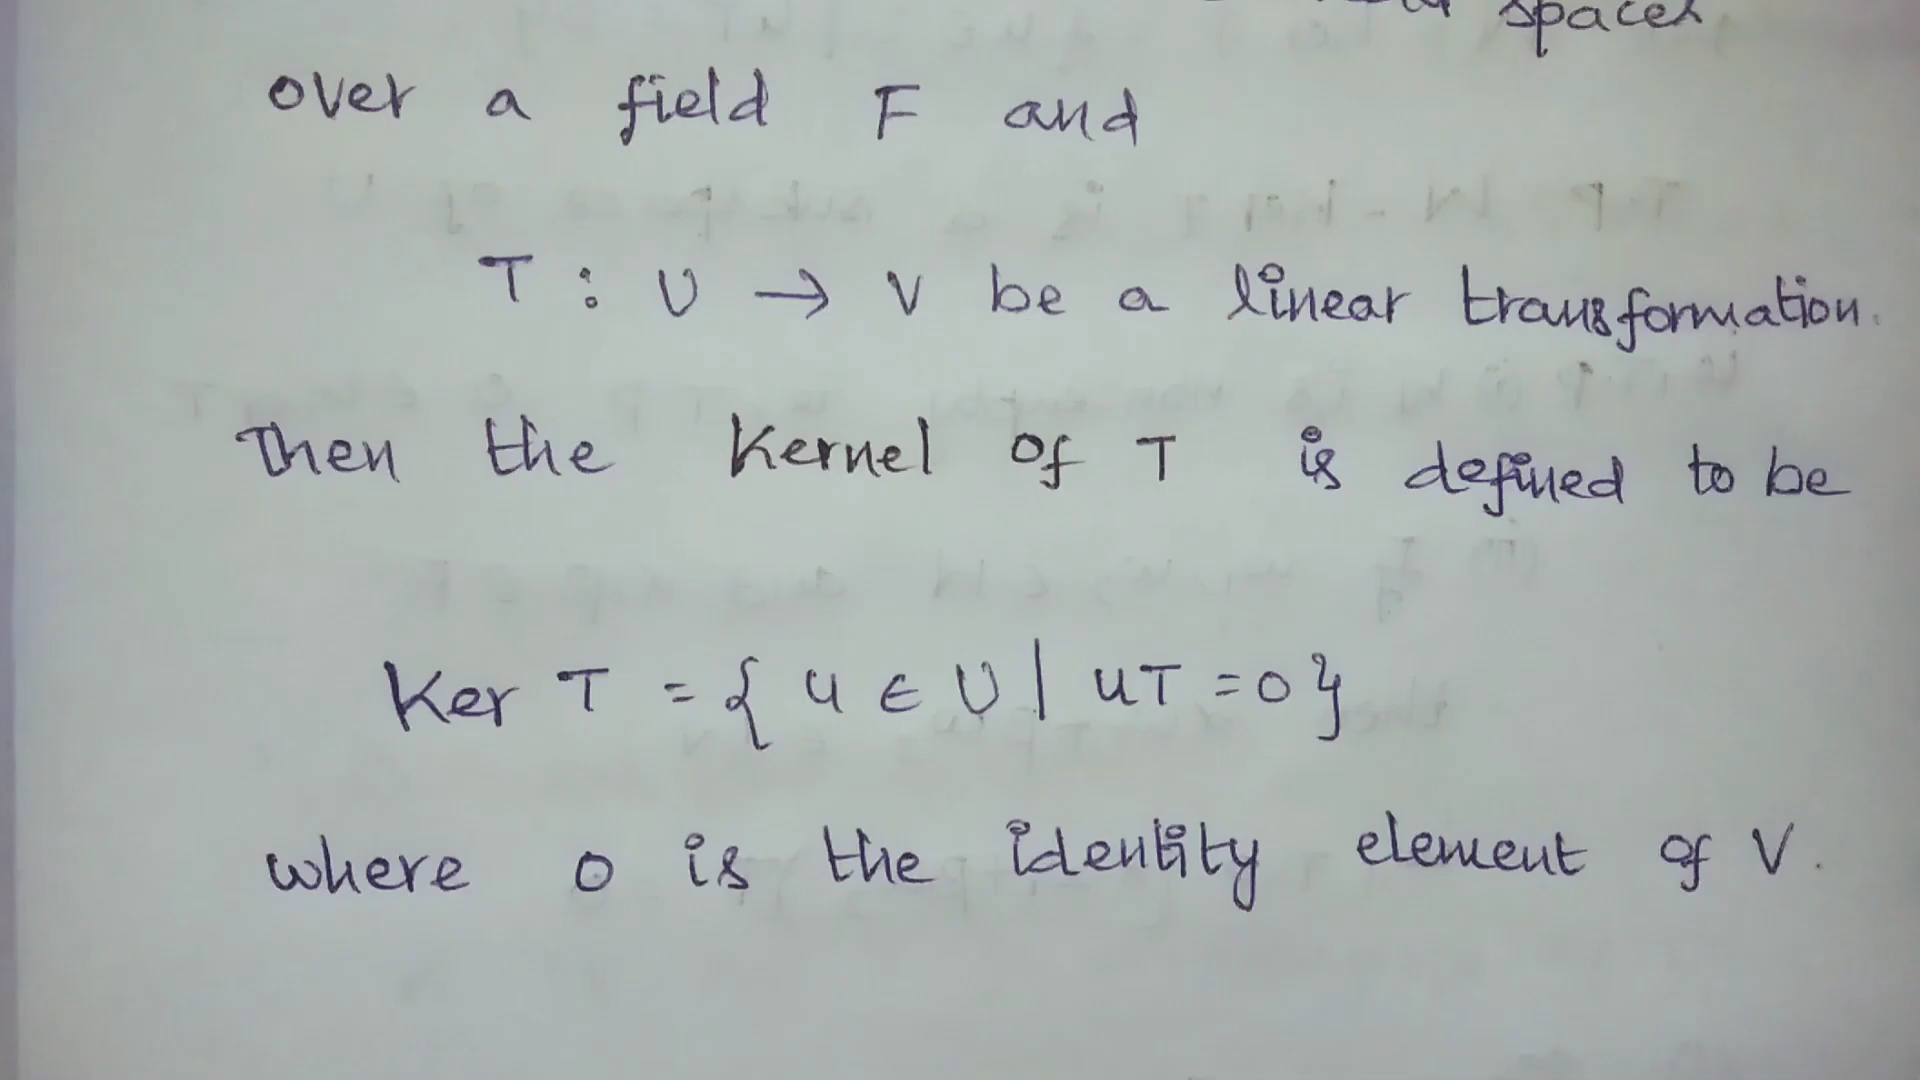 spaces
over a field F and
T : U → V be a linear transformation.
Then the Kernel of T is defined to be
Ker T = { u ∈ U | uT = 0 }
where 0 is the identity element of V.